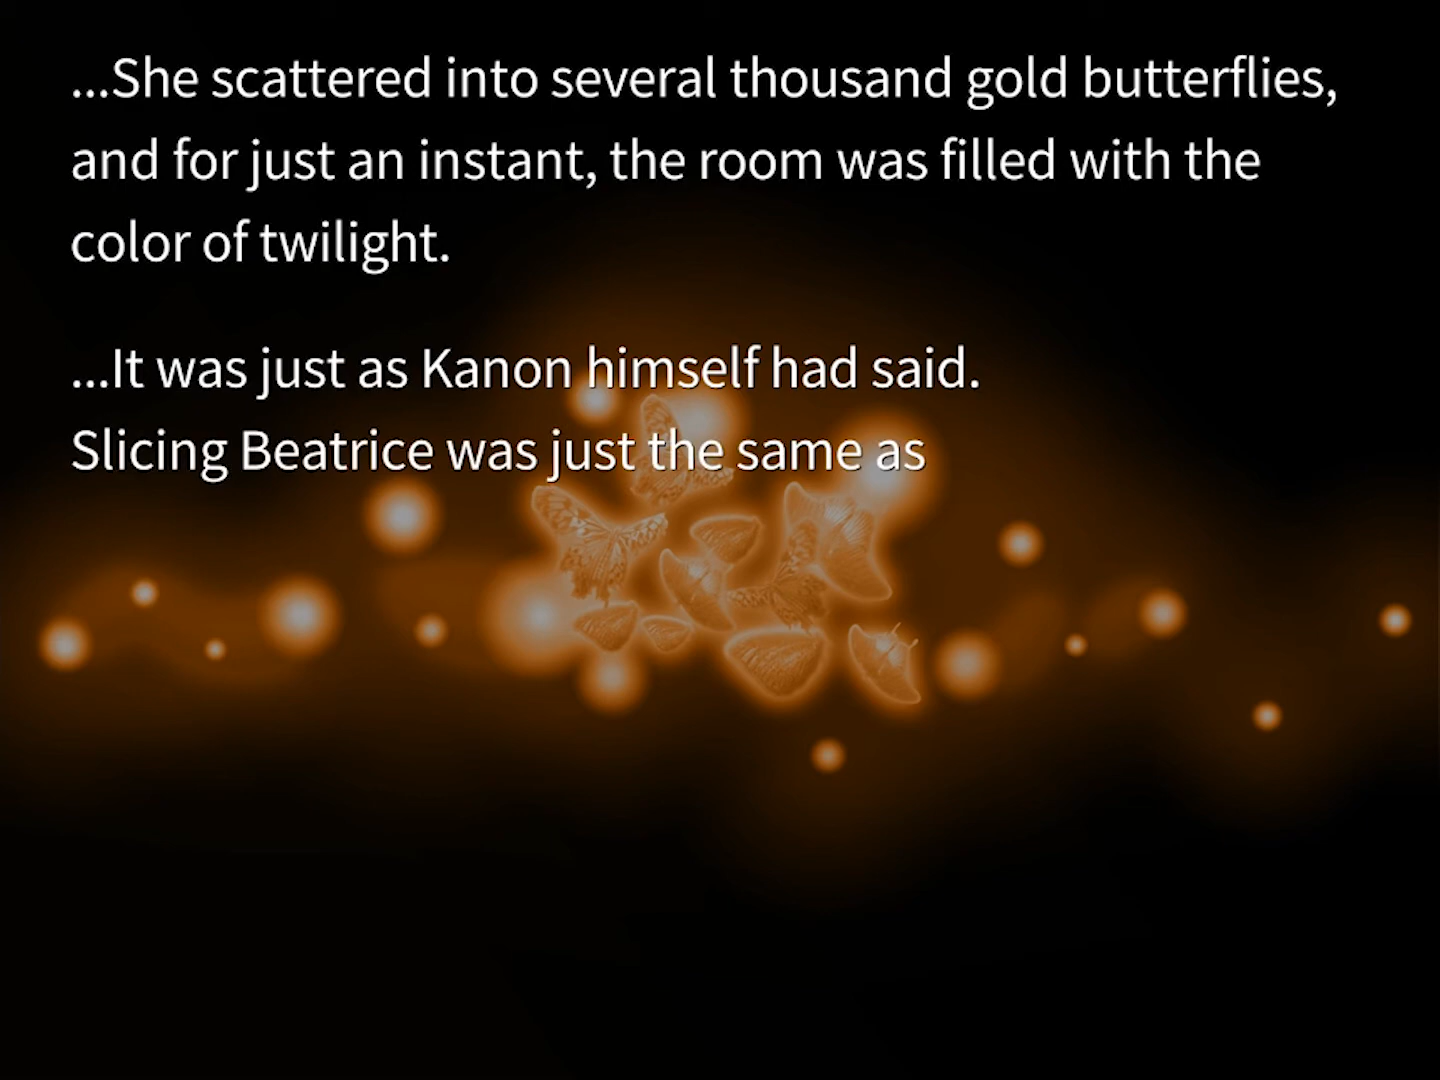 ...She scattered into several thousand gold butterflies,
and for just an instant, the room was filled with the
color of twilight.
...It was just as Kanon himself had said.
Slicing Beatrice was just the same as